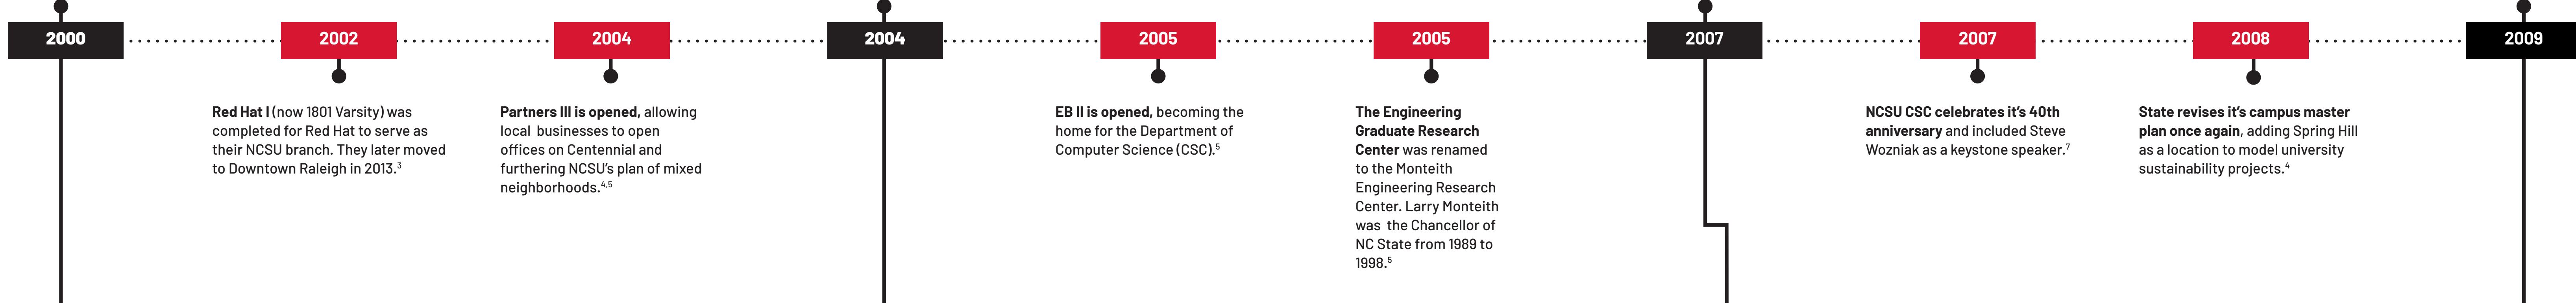 2000
2002
2004
2004
2005
2005
2007
2007
2008
2009
Red Hat I (now 1801 Varsity) was
completed for Red Hat to serve as
their NCSU branch. They later moved
to Downtown Raleigh in 2013.³
Partners III is opened, allowing
local businesses to open
offices on Centennial and
furthering NCSU’s plan of mixed
neighborhoods.⁴,⁵
EB II is opened, becoming the
home for the Department of
Computer Science (CSC).⁵
The Engineering
Graduate Research
Center was renamed
to the Monteith
Engineering Research
Center. Larry Monteith
was the Chancellor of
NC State from 1989 to
1998.⁵
NCSU CSC celebrates it’s 40th
anniversary and included Steve
Wozniak as a keystone speaker.⁷
State revises it’s campus master
plan once again, adding Spring Hill
as a location to model university
sustainability projects.⁴